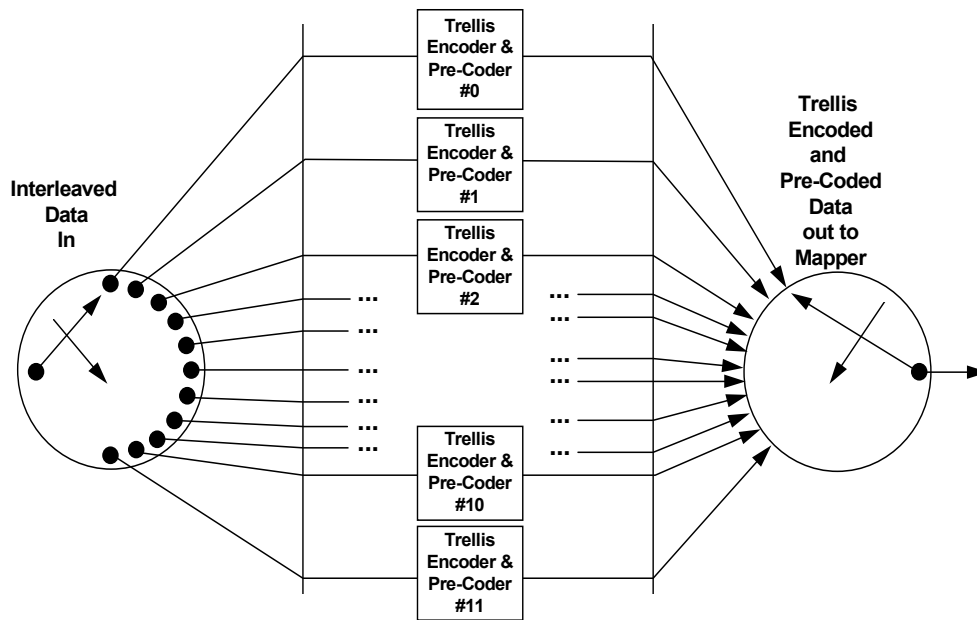 Interleaved
Data
In
Trellis
Encoder &
Pre-Coder
#0
Trellis
Encoder &
Pre-Coder
#1
Trellis
Encoder &
Pre-Coder
#2
...
...
...
...
...
...
...
...
...
...
...
...
...
...
Trellis
Encoder &
Pre-Coder
#10
Trellis
Encoder &
Pre-Coder
#11
Trellis
Encoded
and
Pre-Coded
Data
out to
Mapper